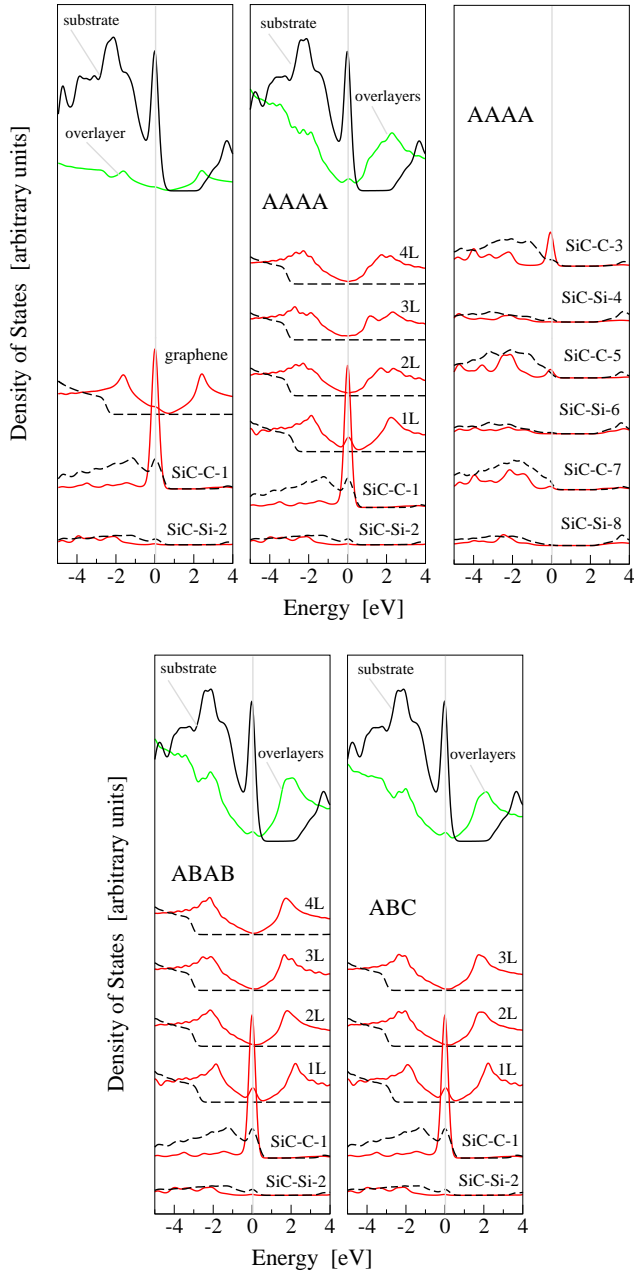 substrate
overlayer
graphene
SiC-C-1
SiC-Si-2
substrate
overlayers
AAAA
4L
3L
2L
1L
SiC-C-1
SiC-Si-2
AAAA
SiC-C-3
SiC-Si-4
SiC-C-5
SiC-Si-6
SiC-C-7
SiC-Si-8
Density of States [arbitrary units]
-4 -2 0 2 4
-4 -2 0 2 4
-4 -2 0 2 4
Energy [eV]
substrate
overlayers
ABAB
4L
3L
2L
1L
SiC-C-1
SiC-Si-2
substrate
overlayers
ABC
3L
2L
1L
SiC-C-1
SiC-Si-2
Density of States [arbitrary units]
-4 -2 0 2 4
-4 -2 0 2 4
Energy [eV]